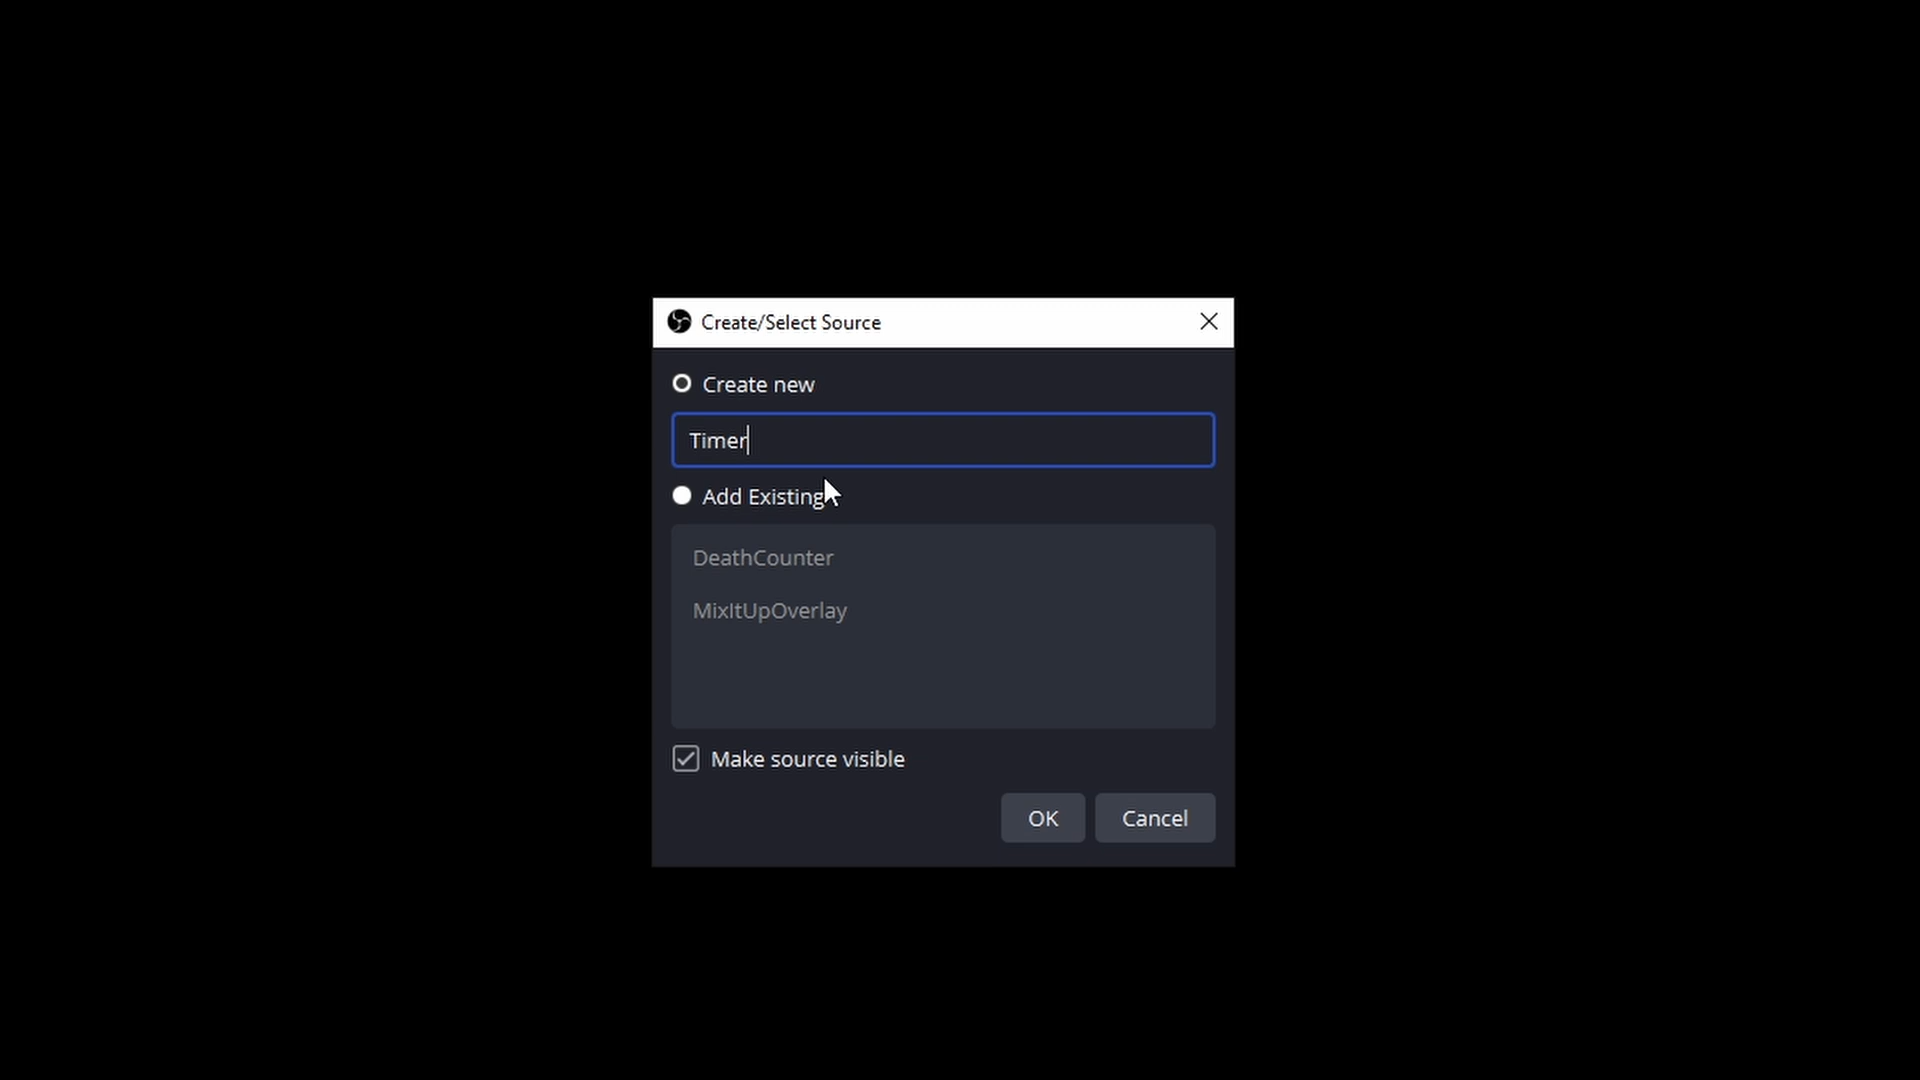 Create/Select Source
Create new
Timer
Add Existing
DeathCounter
MixItUpOverlay
Make source visible
OK Cancel